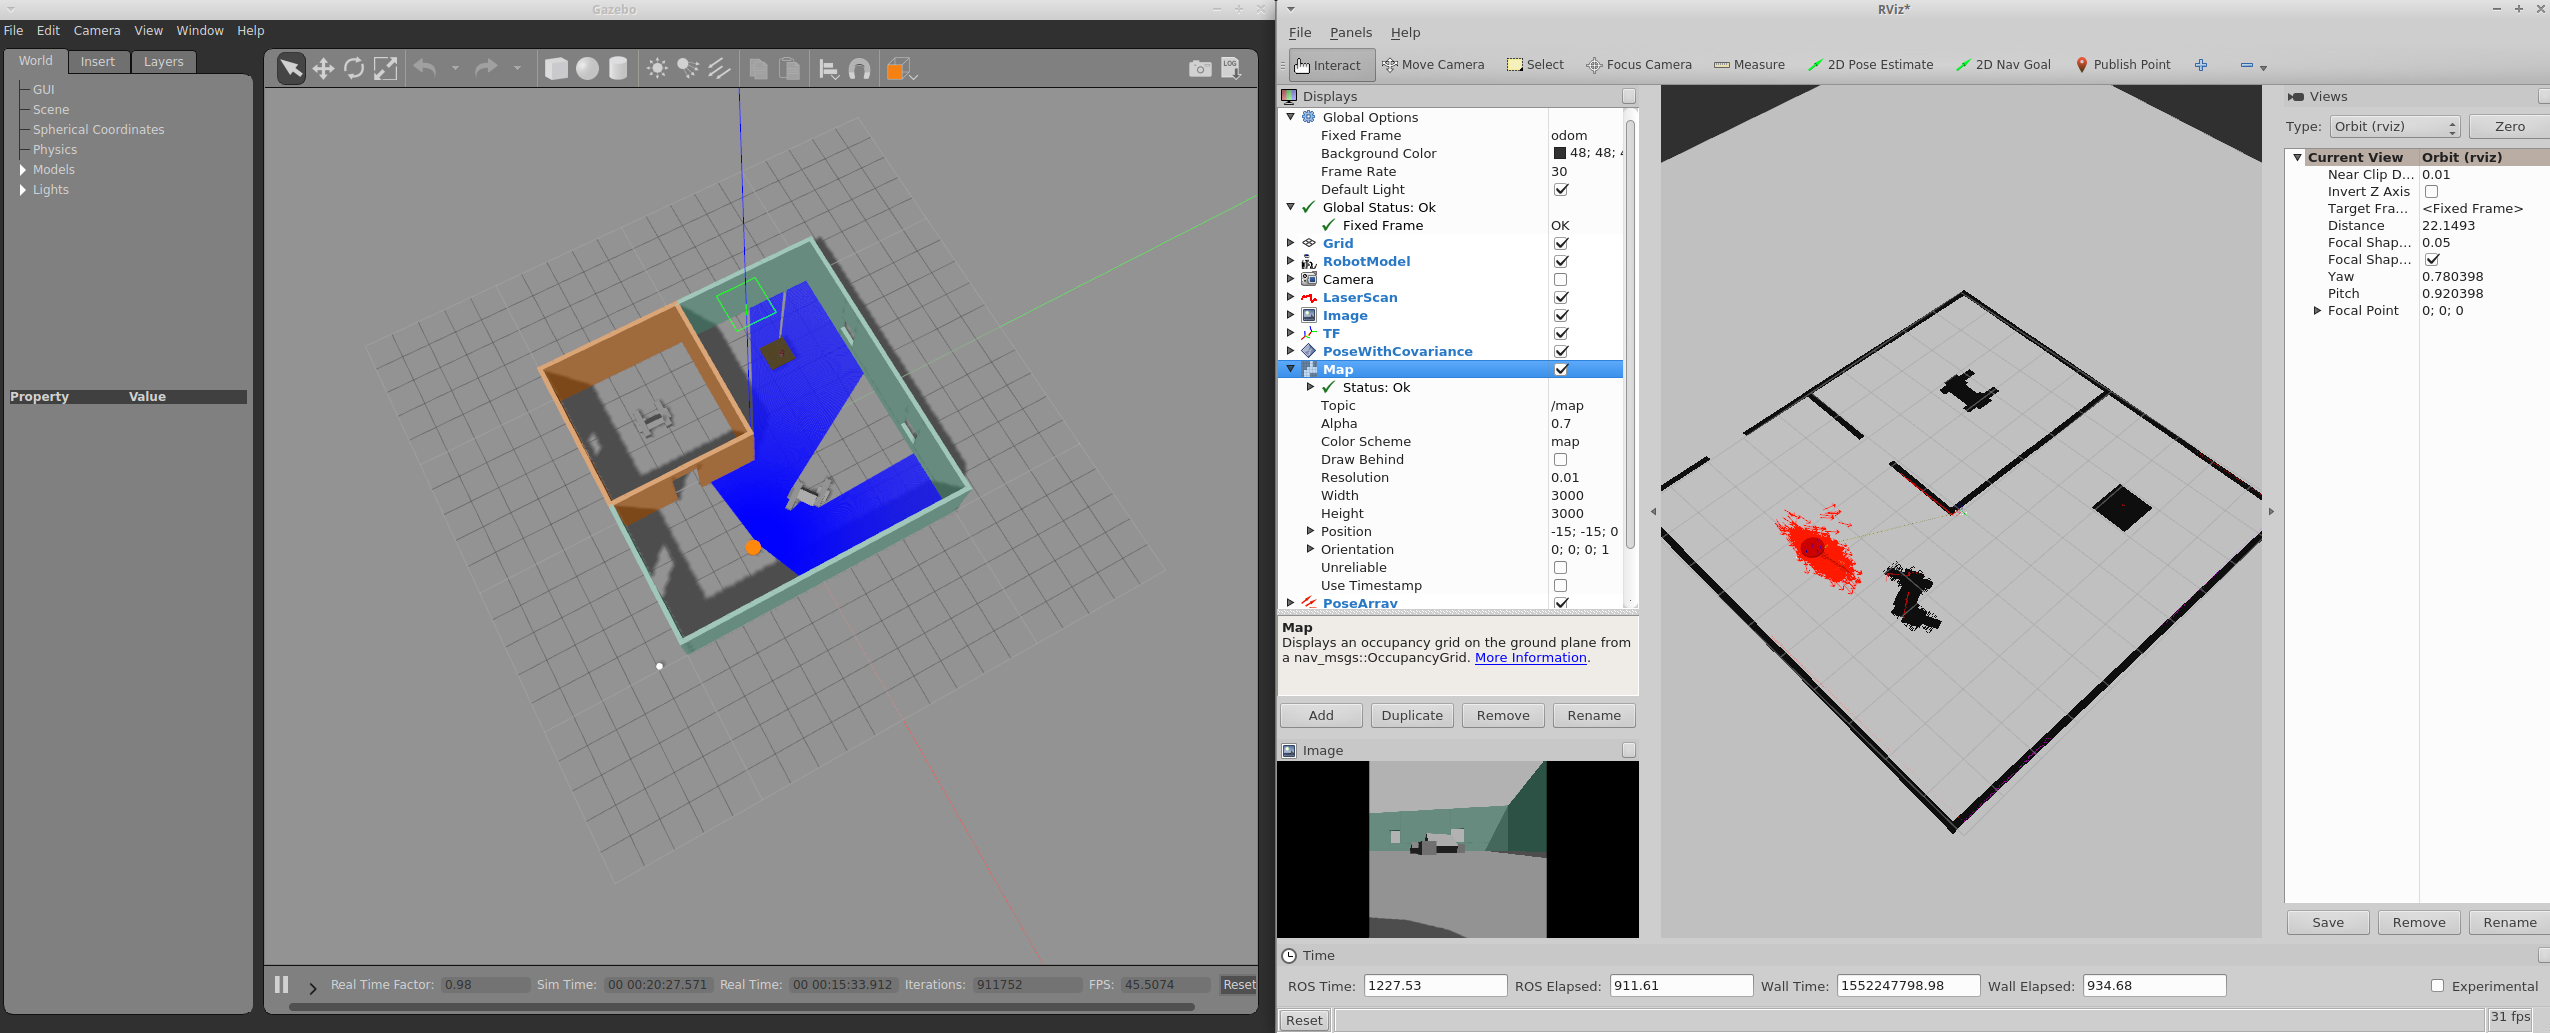 Gazebo
File Edit Camera View Window Help
World Insert Layers
GUI
Scene
Spherical Coordinates
Physics
Models
Lights
Property Value
LOG
Real Time Factor: 0.98 Sim Time: 00 00:20:27.571 Real Time: 00 00:15:33.912 Iterations: 911752 FPS: 45.5074 Reset
RViz*
File Panels Help
Interact Move Camera Select Focus Camera Measure 2D Pose Estimate 2D Nav Goal Publish Point
Displays
Global Options
Fixed Frame odom
Background Color 48; 48; 4
Frame Rate 30
Default Light
Global Status: Ok
Fixed Frame OK
Grid
RobotModel
Camera
LaserScan
Image
TF
PoseWithCovariance
Map
Status: Ok
Topic /map
Alpha 0.7
Color Scheme map
Draw Behind
Resolution 0.01
Width 3000
Height 3000
Position -15; -15; 0
Orientation 0; 0; 0; 1
Unreliable
Use Timestamp
PoseArray
Map
Displays an occupancy grid on the ground plane from
a nav_msgs::OccupancyGrid. More Information.
Add Duplicate Remove Rename
Image
Views
Type: Orbit (rviz) Zero
Current View Orbit (rviz)
Near Clip D... 0.01
Invert Z Axis
Target Fra... <Fixed Frame>
Distance 22.1493
Focal Shap... 0.05
Focal Shap...
Yaw 0.780398
Pitch 0.920398
Focal Point 0; 0; 0
Save Remove Rename
Time
ROS Time: 1227.53 ROS Elapsed: 911.61 Wall Time: 1552247798.98 Wall Elapsed: 934.68 Experimental
Reset 31 fps